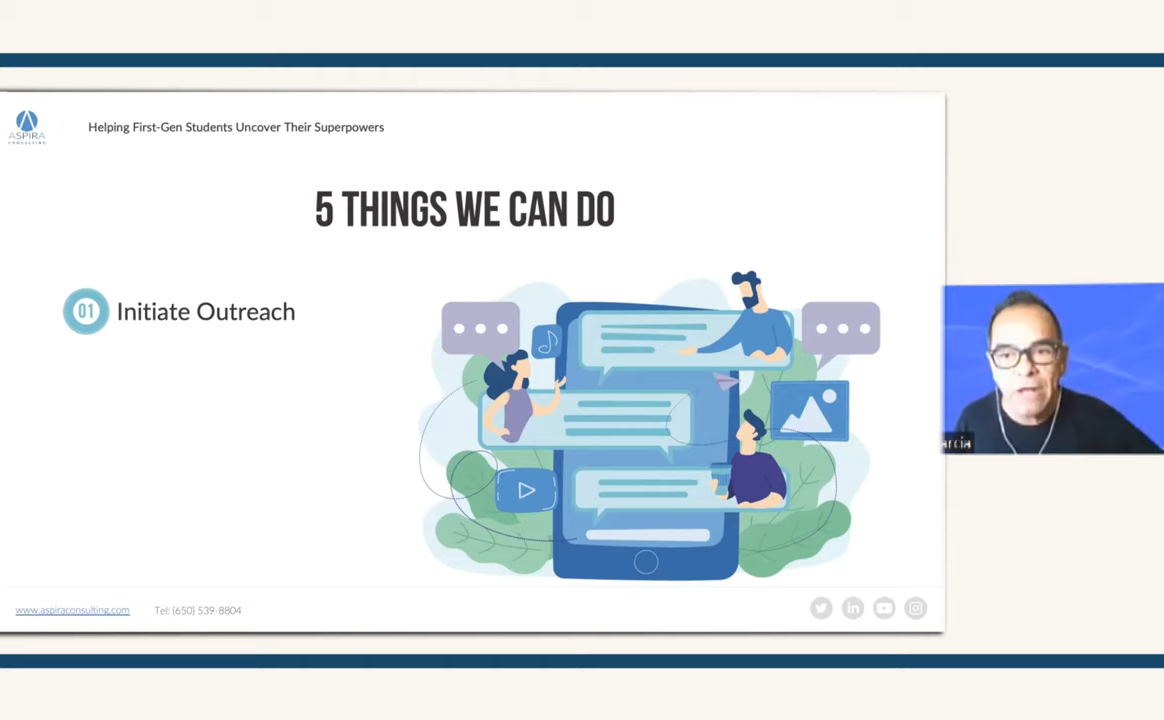 ASPIRA
CONSULTING
Helping First-Gen Students Uncover Their Superpowers
5 THINGS WE CAN DO
01 Initiate Outreach
www.aspiraconsulting.com Tel: (650) 539-8804
in